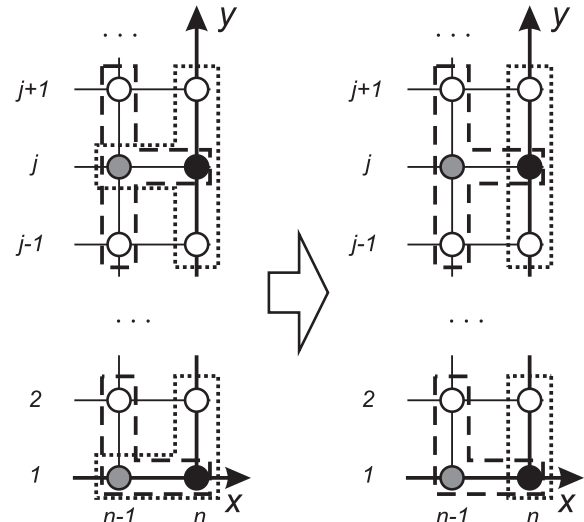 y y
. . . . . .
j+1 j+1
j j
j-1 j-1
. . . . . .
2 2
1 1
x x
n-1 n n-1 n